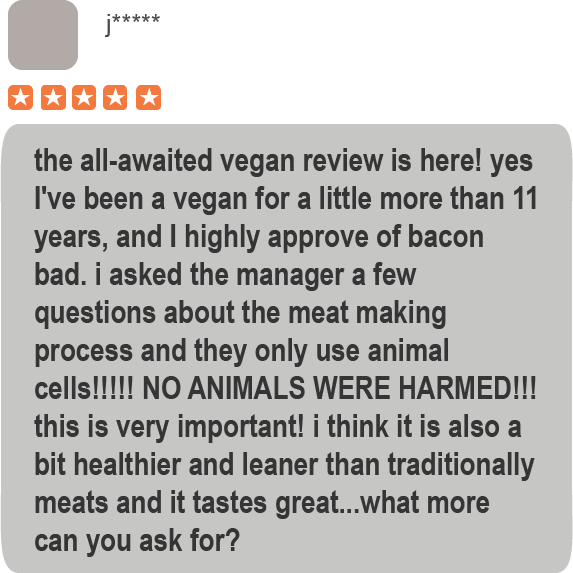 j*****
the all-awaited vegan review is here! yes
I've been a vegan for a little more than 11
years, and I highly approve of bacon
bad. i asked the manager a few
questions about the meat making
process and they only use animal
cells!!!!! NO ANIMALS WERE HARMED!!!
this is very important! i think it is also a
bit healthier and leaner than traditionally
meats and it tastes great...what more
can you ask for?